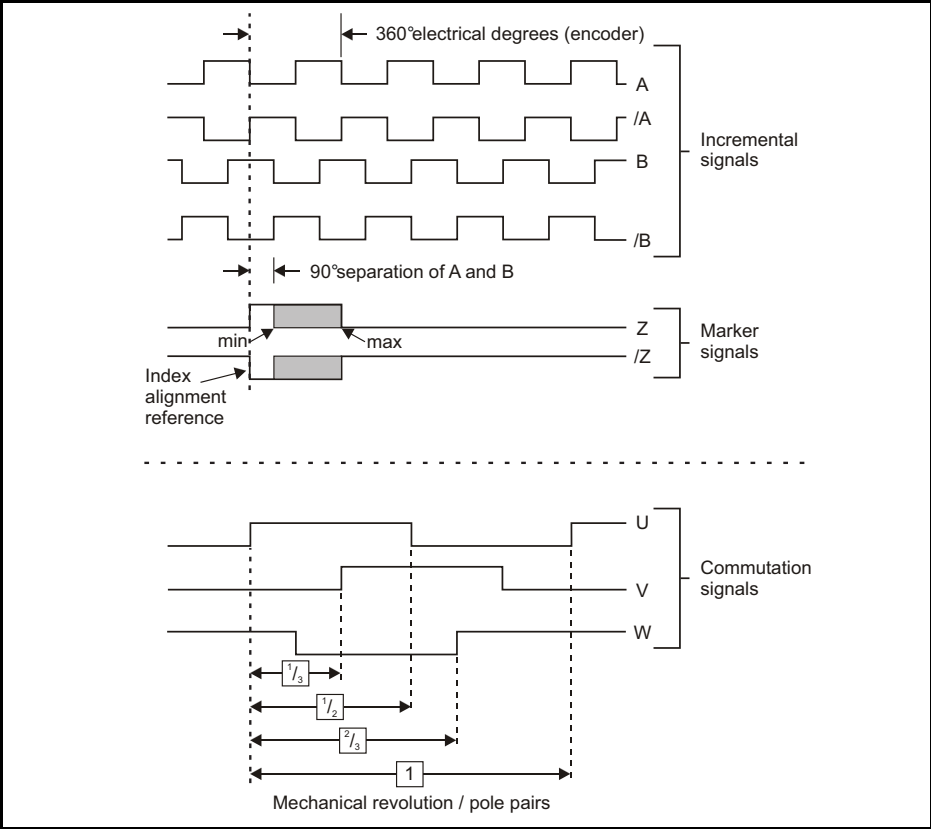 360°electrical degrees (encoder)
A
/A
Incremental
signals
B
/B
90°separation of A and B
Z
Marker
signals
min
max
/Z
Index
alignment
reference
U
Commutation
signals
V
W
1/3
1/2
2/3
1
Mechanical revolution / pole pairs